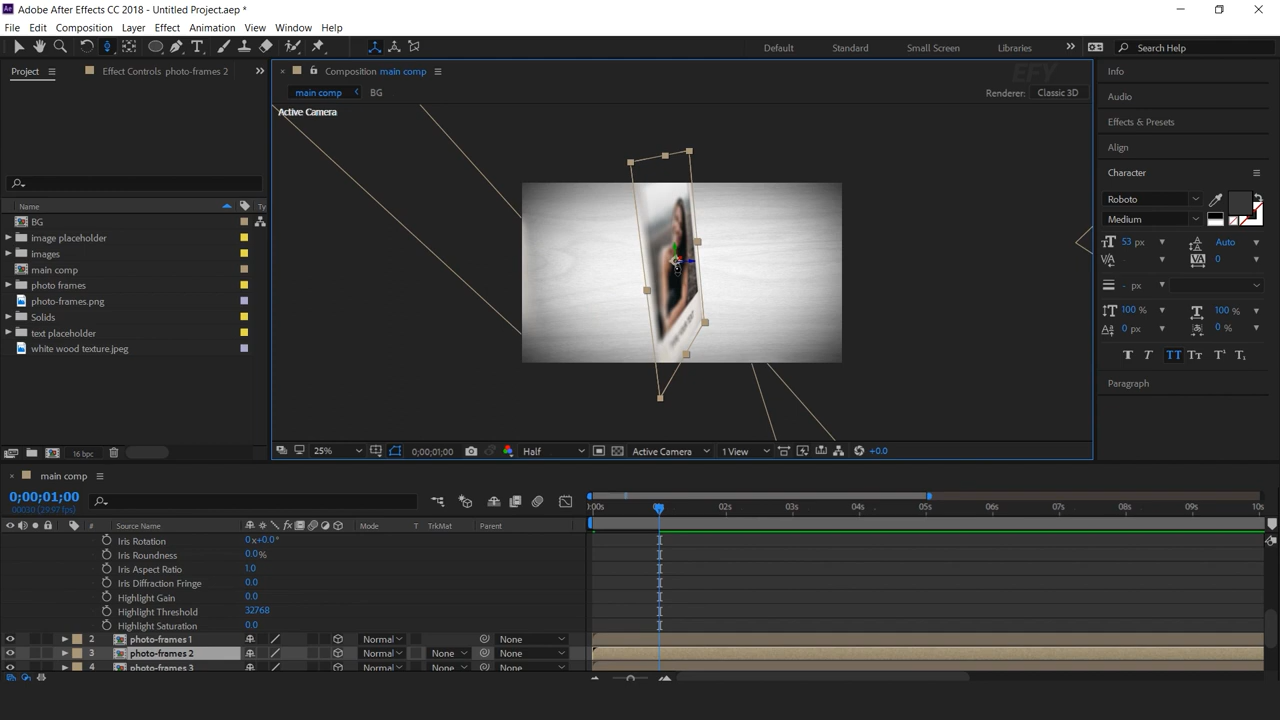 Adobe After Effects CC 2018 - Untitled Project.aep *
File Edit Composition Layer Effect Animation View Window Help
Default Standard Small Screen Libraries Search Help
Project Effect Controls photo-frames 2
Composition main comp
EFY
main comp BG
Renderer: Classic 3D
Active Camera
Name Ty
BG
image placeholder
images
main comp
photo frames
photo-frames.png
Solids
text placeholder
white wood texture.jpeg
16 bpc
25% 0;00;01;00 Half Active Camera 1 View +0.0
Info
Audio
Effects & Presets
Align
Character
Roboto
Medium
53 px Auto
0
- px
100 % 100 %
0 px 0 %
Paragraph
main comp
0;00;01;00
00030 (29.97 fps)
# Source Name Mode T TrkMat Parent
:00s 02s 03s 04s 05s 06s 07s 08s 09s 10s
Iris Rotation 0x+0.0°
Iris Roundness 0.0%
Iris Aspect Ratio 1.0
Iris Diffraction Fringe 0.0
Highlight Gain 0.0
Highlight Threshold 32768
Highlight Saturation 0.0
2 photo-frames 1 Normal None
3 photo-frames 2 Normal None None
4 photo-frames 3 Normal None None